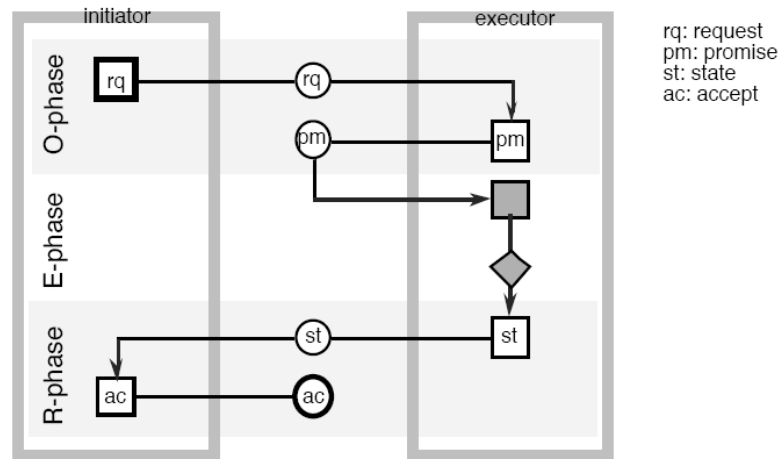 initiator
executor
rq: request
pm: promise
st: state
ac: accept
O-phase
rq
rq
pm
pm
E-phase
R-phase
st
st
ac
ac